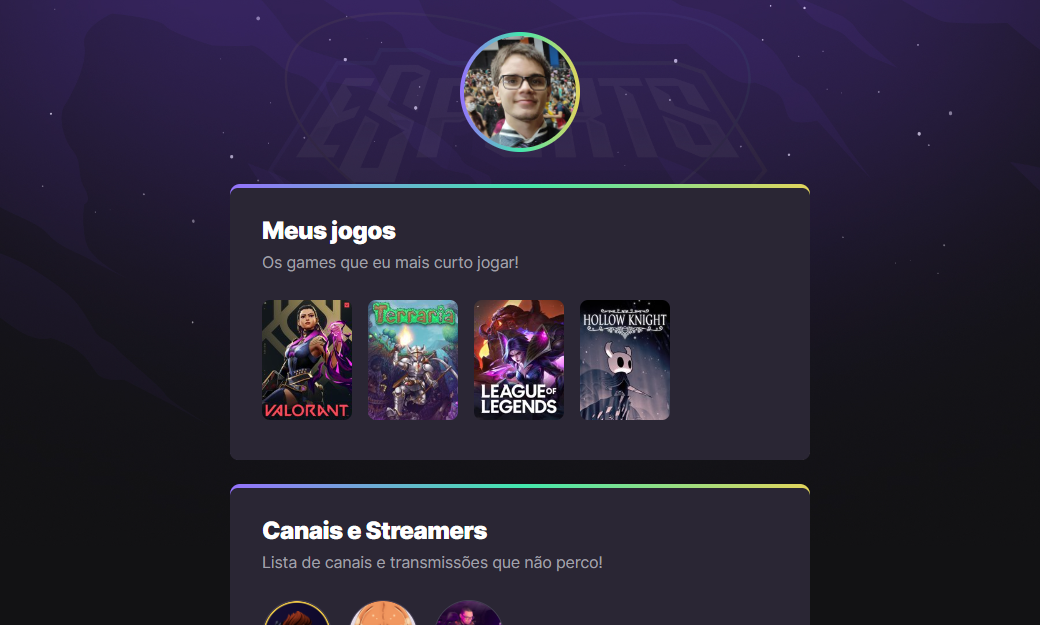 ESPORTS
Meus jogos
Os games que eu mais curto jogar!
VALORANT
Terraria
LEAGUE OF
LEGENDS
HOLLOW KNIGHT
Canais e Streamers
Lista de canais e transmissões que não perco!